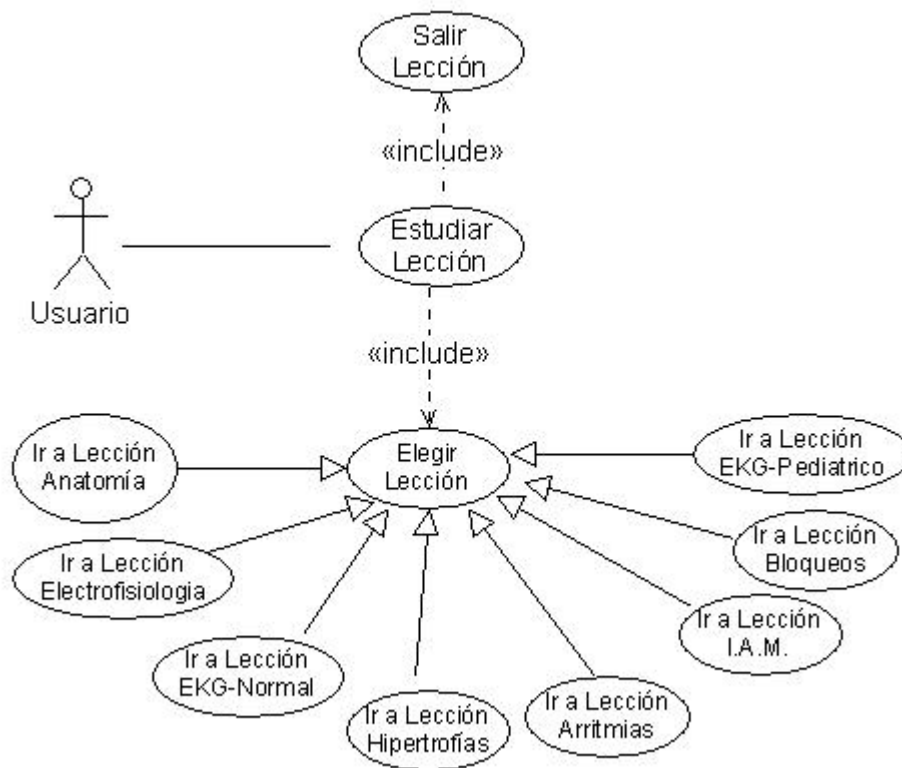 Salir
Lección
«include»
Estudiar
Lección
Usuario
«include»
Elegir
Lección
Ir a Lección
Anatomía
Ir a Lección
EKG-Pediatrico
Ir a Lección
Electrofisiologia
Ir a Lección
Bloqueos
Ir a Lección
EKG-Normal
Ir a Lección
I.A.M.
Ir a Lección
Hipertrofías
Ir a Lección
Arritmias